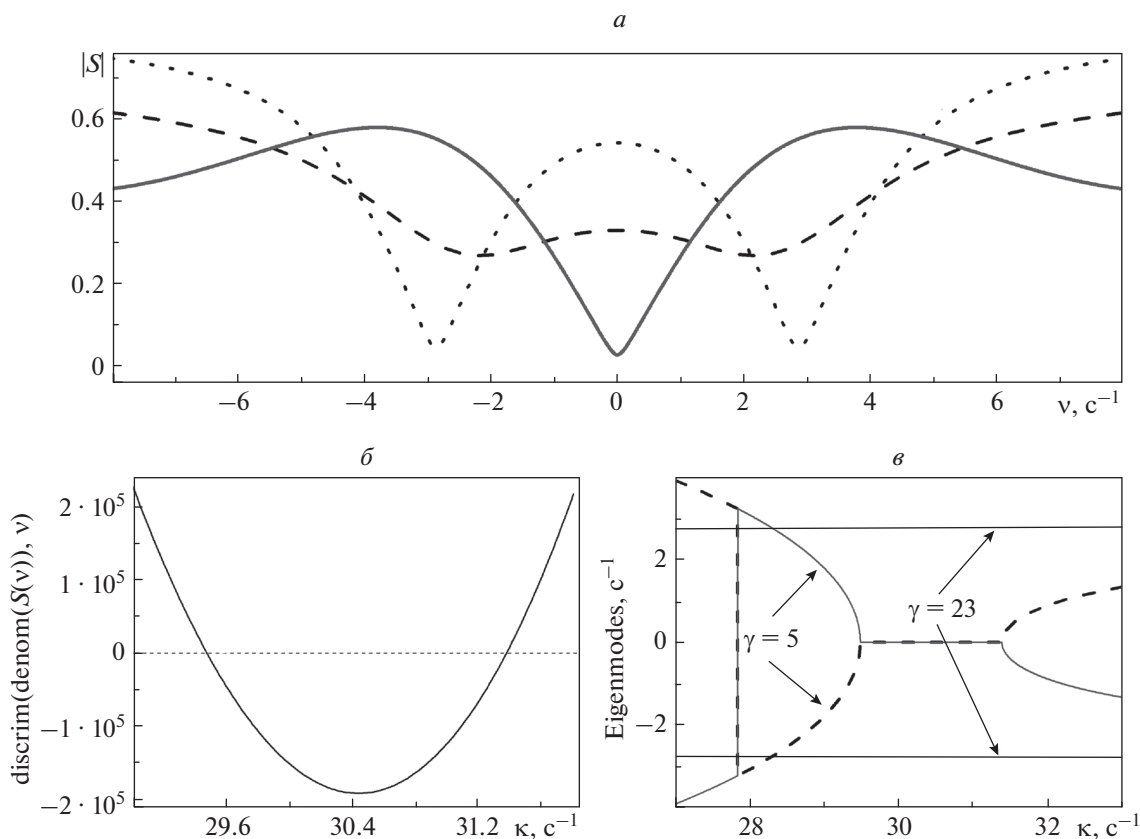 а
|S|
0.6
0.4
0.2
0
−6
−4
−2
0
2
4
6
ν, с⁻¹
б
discrim(denom(S(ν)), ν)
2 · 10⁵
1 · 10⁵
0
−1 · 10⁵
−2 · 10⁵
29.6
30.4
31.2
κ, с⁻¹
в
Eigenmodes, с⁻¹
2
0
−2
γ = 5
γ = 23
28
30
32
κ, с⁻¹